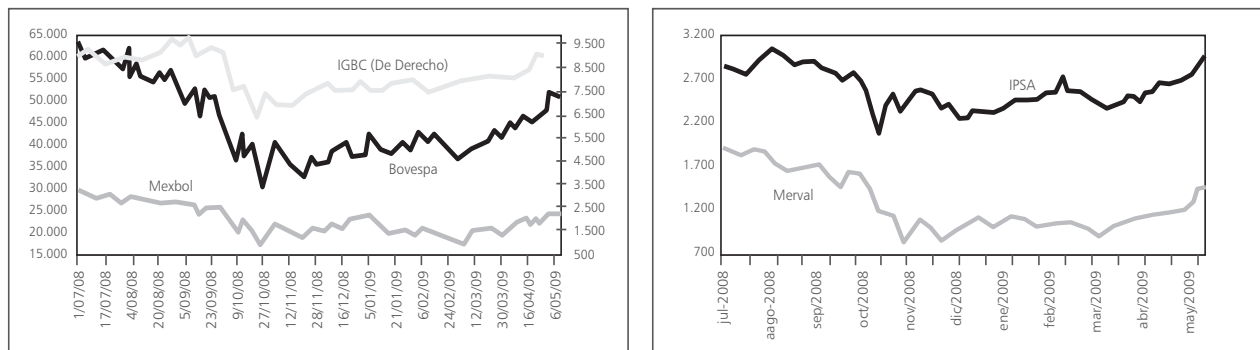 65.000
60.000
55.000
50.000
45.000
40.000
35.000
30.000
25.000
20.000
15.000
IGBC (De Derecho)
Bovespa
Mexbol
9.500
8.500
7.500
6.500
5.500
4.500
3.500
2.500
1.500
500
1/07/08
17/07/08
4/08/08
20/08/08
5/09/08
23/09/08
9/10/08
27/10/08
12/11/08
28/11/08
16/12/08
5/01/09
21/01/09
6/02/09
24/02/09
12/03/09
30/03/09
16/04/09
6/05/09
3.200
2.700
2.200
1.700
1.200
700
IPSA
Merval
jul-2008
aago-2008
sep/2008
oct/2008
nov/2008
dic/2008
ene/2009
feb/2009
mar/2009
abr/2009
may/2009